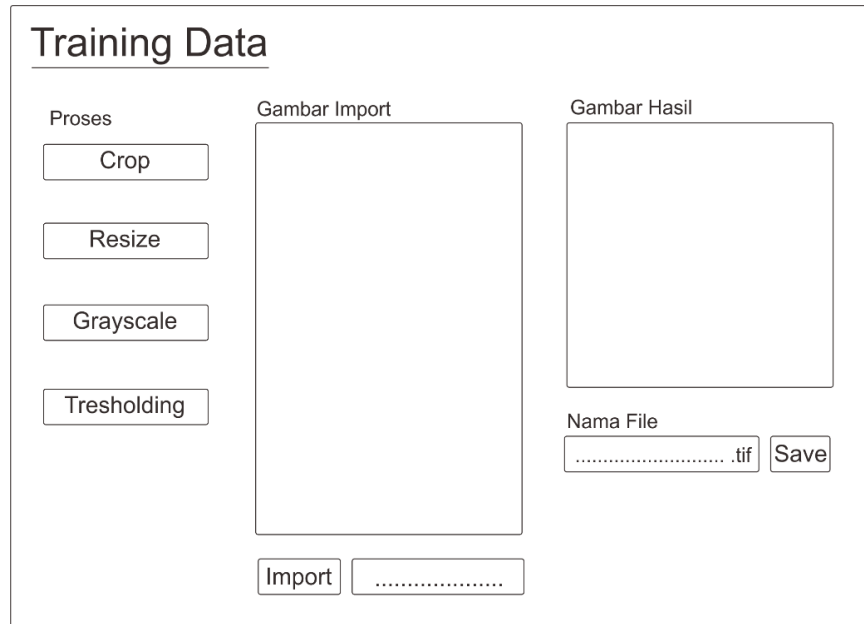 Training Data
Proses
Crop
Resize
Grayscale
Tresholding
Gambar Import
Import
....................
Gambar Hasil
Nama File
........................... .tif
Save